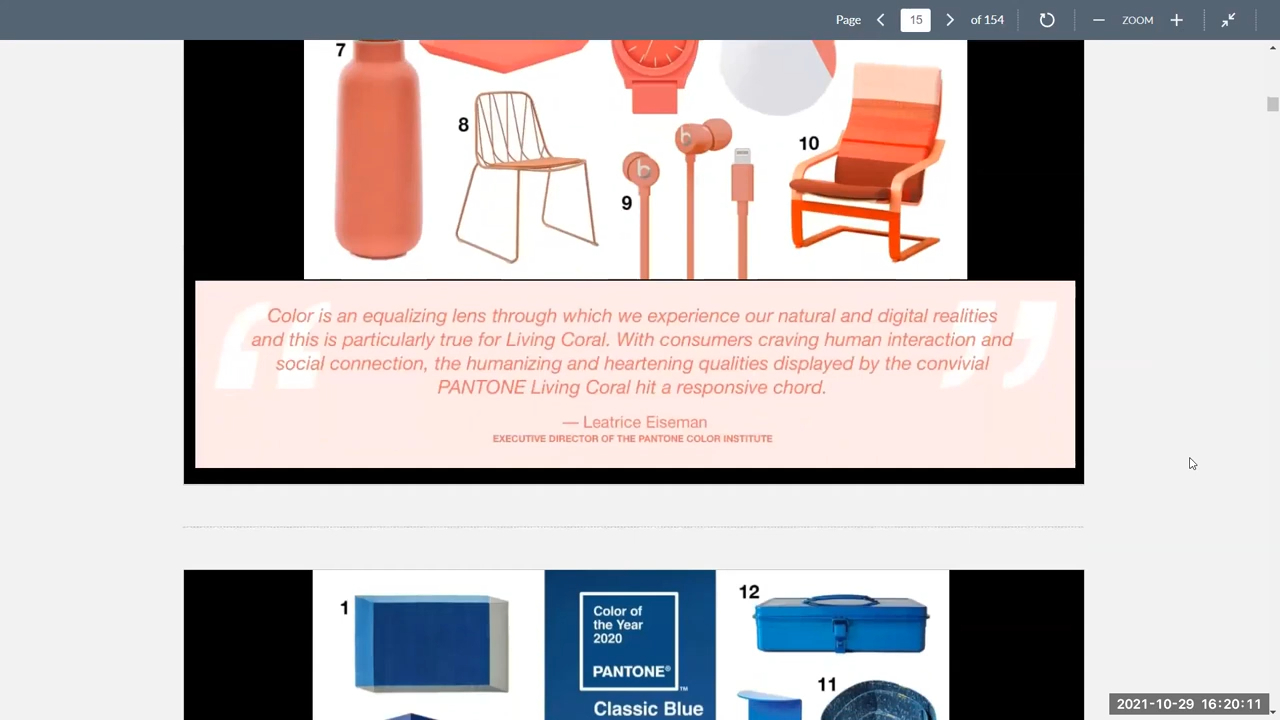 Page 15 of 154 ZOOM
7
8
9
10
Color is an equalizing lens through which we experience our natural and digital realities
and this is particularly true for Living Coral. With consumers craving human interaction and
social connection, the humanizing and heartening qualities displayed by the convivial
PANTONE Living Coral hit a responsive chord.
— Leatrice Eiseman
EXECUTIVE DIRECTOR OF THE PANTONE COLOR INSTITUTE
1
Color of
the Year
2020
PANTONE®
™
Classic Blue
12
11
2021-10-29 16:20:11